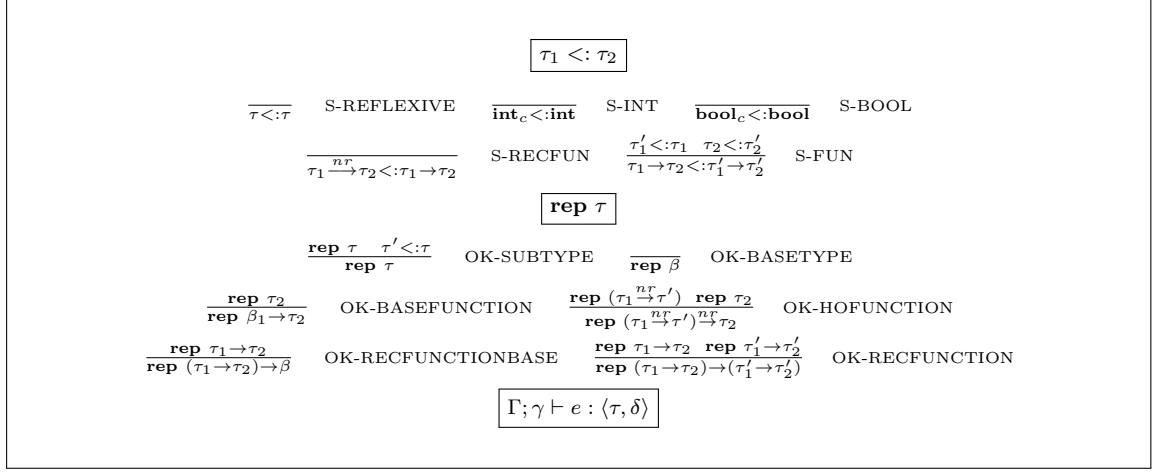 τ₁ <: τ₂
τ<:τ S-REFLEXIVE int_c<:int S-INT bool_c<:bool S-BOOL
τ₁ —nr→ τ₂<:τ₁→τ₂ S-RECFUN τ₁′<:τ₁ τ₂<:τ₂′ / τ₁→τ₂<:τ₁′→τ₂′ S-FUN
rep τ
rep τ τ′<:τ / rep τ OK-SUBTYPE rep β OK-BASETYPE
rep τ₂ / rep β₁→τ₂ OK-BASEFUNCTION rep (τ₁ —nr→ τ′) rep τ₂ / rep (τ₁ —nr→ τ′) —nr→ τ₂ OK-HOFUNCTION
rep τ₁→τ₂ / rep (τ₁→τ₂)→β OK-RECFUNCTIONBASE rep τ₁→τ₂ rep τ₁′→τ₂′ / rep (τ₁→τ₂)→(τ₁′→τ₂′) OK-RECFUNCTION
Γ; γ ⊢ e : ⟨τ, δ⟩